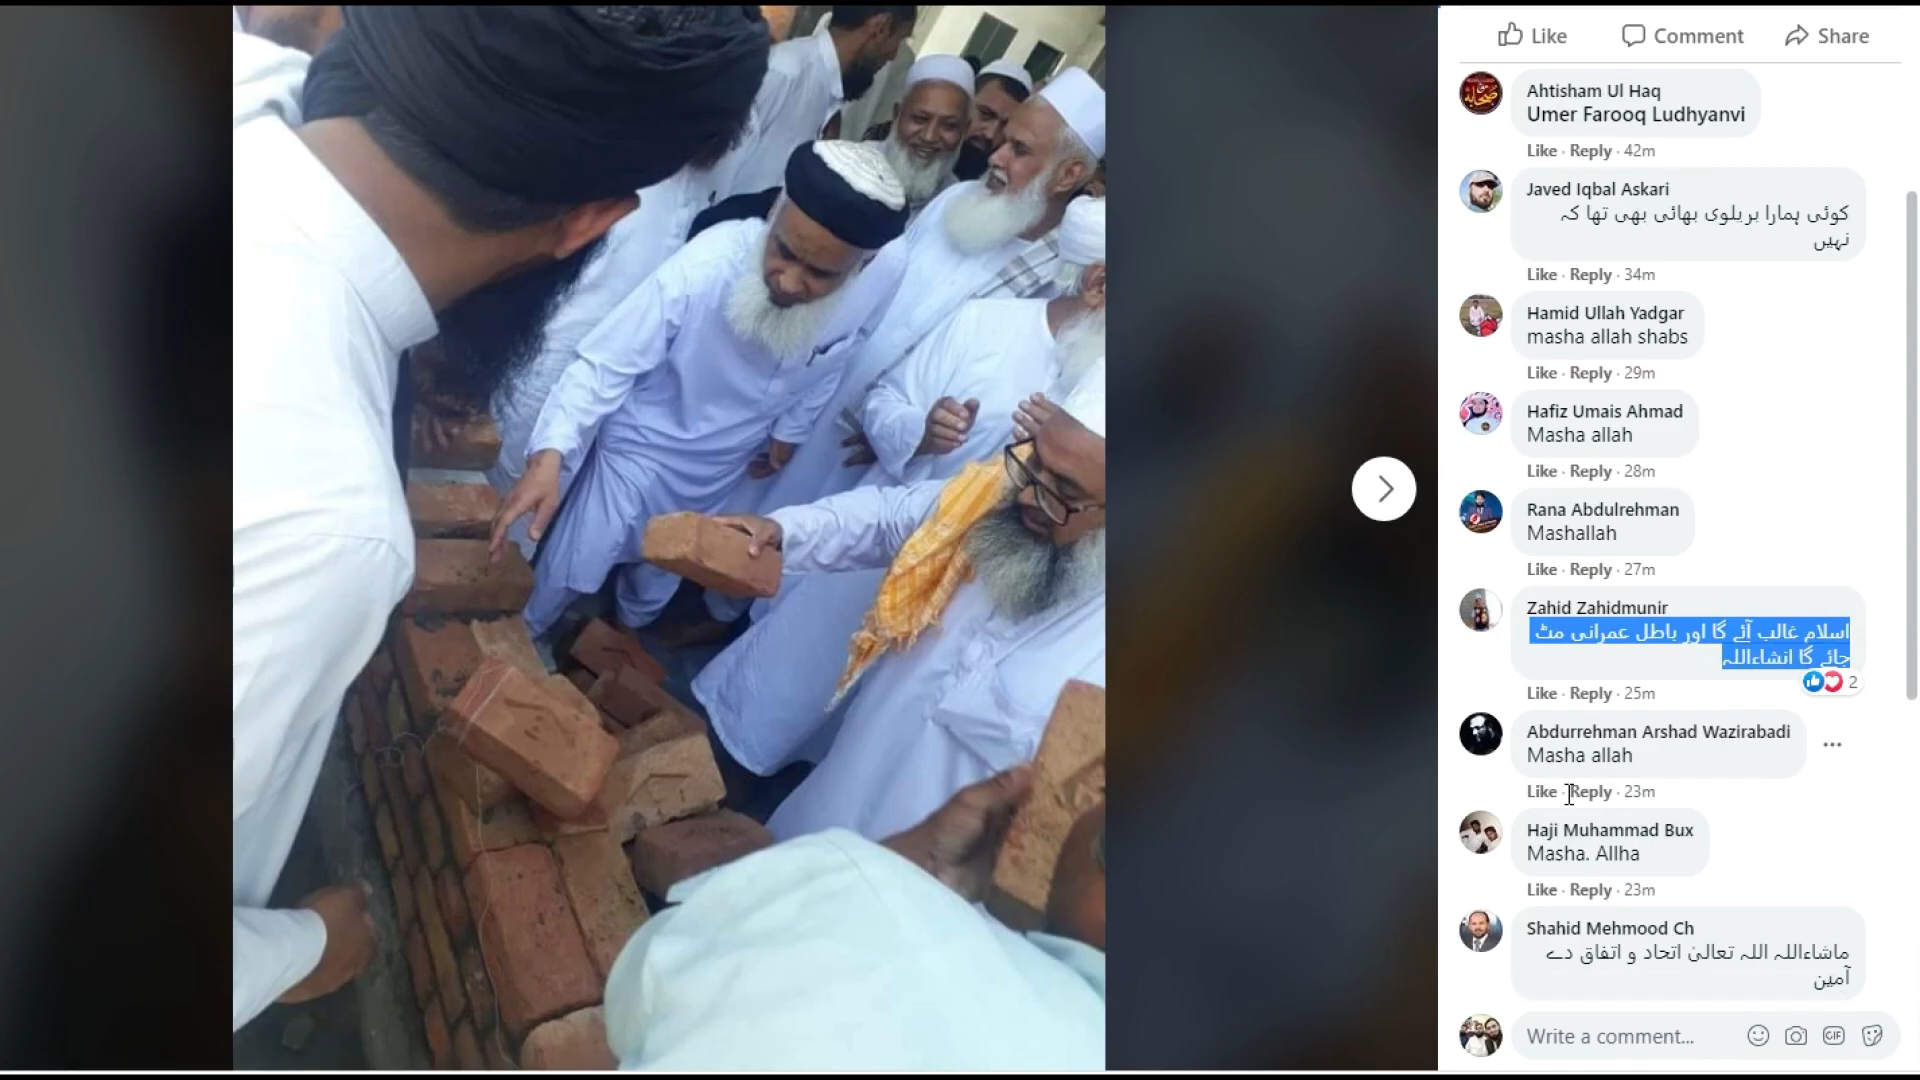 Like Comment Share
Ahtisham Ul Haq
Umer Farooq Ludhyanvi
Like · Reply · 42m
Javed Iqbal Askari
کوئی ہمارا بریلوی بھائی بھی تھا کہ
نہیں
Like · Reply · 34m
Hamid Ullah Yadgar
masha allah shabs
Like · Reply · 29m
Hafiz Umais Ahmad
Masha allah
Like · Reply · 28m
Rana Abdulrehman
Mashallah
Like · Reply · 27m
Zahid Zahidmunir
اسلام غالب آئے گا اور باطل عمرانی مٹ
جائے گا انشاءاللہ
2
Like · Reply · 25m
Abdurrehman Arshad Wazirabadi
Masha allah
Like · Reply · 23m
Haji Muhammad Bux
Masha. Allha
Like · Reply · 23m
Shahid Mehmood Ch
ماشاءاللہ اللہ تعالیٰ اتحاد و اتفاق دے
آمین
Write a comment...
GIF